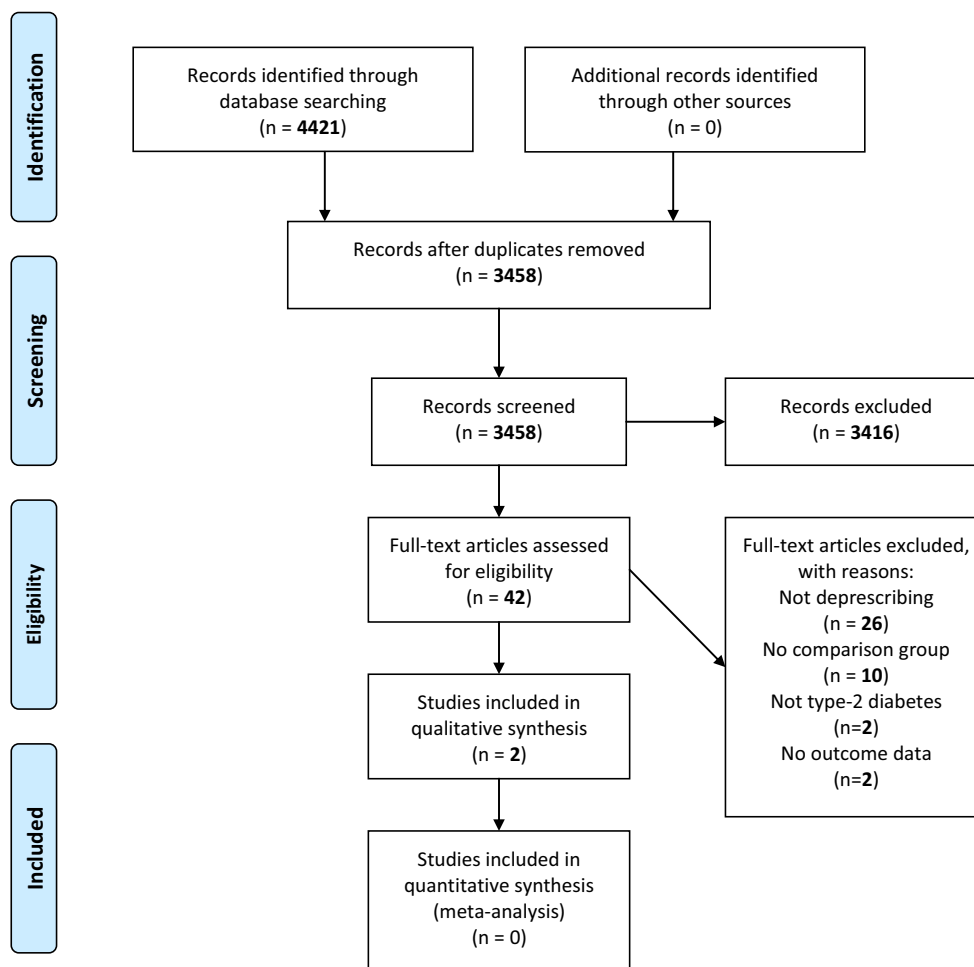 Identification
Records identified through
database searching
(n = 4421)
Additional records identified
through other sources
(n = 0)
Records after duplicates removed
(n = 3458)
Screening
Records screened
(n = 3458)
Records excluded
(n = 3416)
Eligibility
Full-text articles assessed
for eligibility
(n = 42)
Full-text articles excluded,
with reasons:
Not deprescribing
(n = 26)
No comparison group
(n = 10)
Not type-2 diabetes
(n=2)
No outcome data
(n=2)
Studies included in
qualitative synthesis
(n = 2)
Included
Studies included in
quantitative synthesis
(meta-analysis)
(n = 0)